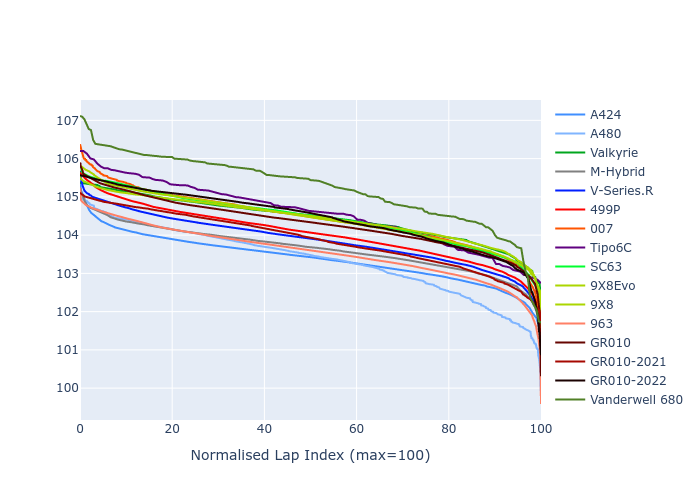 107
106
105
104
103
102
101
100
0 20 40 60 80 100
Normalised Lap Index (max=100)
A424
A480
Valkyrie
M-Hybrid
V-Series.R
499P
007
Tipo6C
SC63
9X8Evo
9X8
963
GR010
GR010-2021
GR010-2022
Vanderwell 680